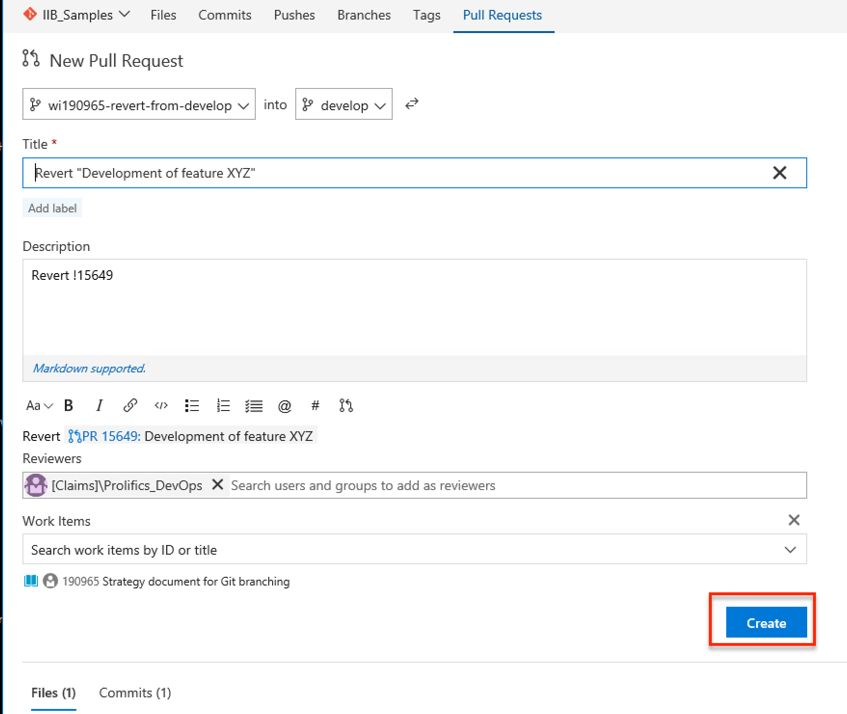 IIB_Samples Files Commits Pushes Branches Tags Pull Requests
New Pull Request
wi190965-revert-from-develop into develop
Title *
Revert "Development of feature XYZ"
Add label
Description
Revert !15649
Markdown supported.
Aa B I </> @ #
Revert PR 15649: Development of feature XYZ
Reviewers
[Claims]\Prolifics_DevOps Search users and groups to add as reviewers
Work Items
Search work items by ID or title
190965 Strategy document for Git branching
Create
Files (1) Commits (1)